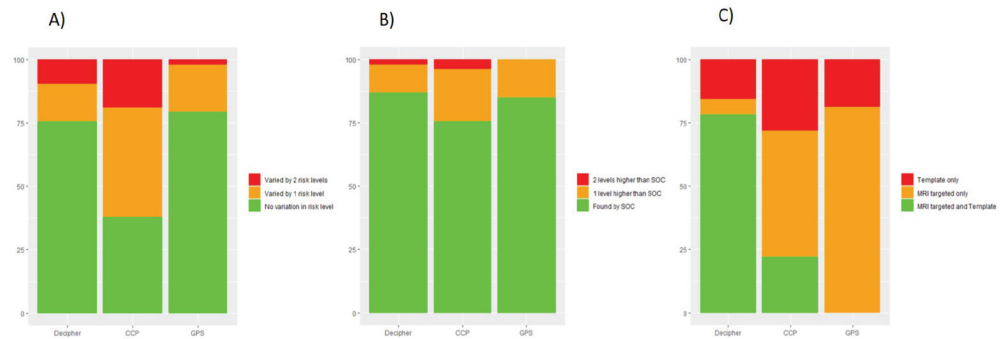 A)
100
75
50
25
0
Decipher
CCP
GPS
Varied by 2 risk levels
Varied by 1 risk level
No variation in risk level
B)
100
75
50
25
0
Decipher
CCP
GPS
2 levels higher than SOC
1 level higher than SOC
Found by SOC
C)
100
75
50
25
0
Decipher
CCP
GPS
Template only
MRI targeted only
MRI targeted and Template